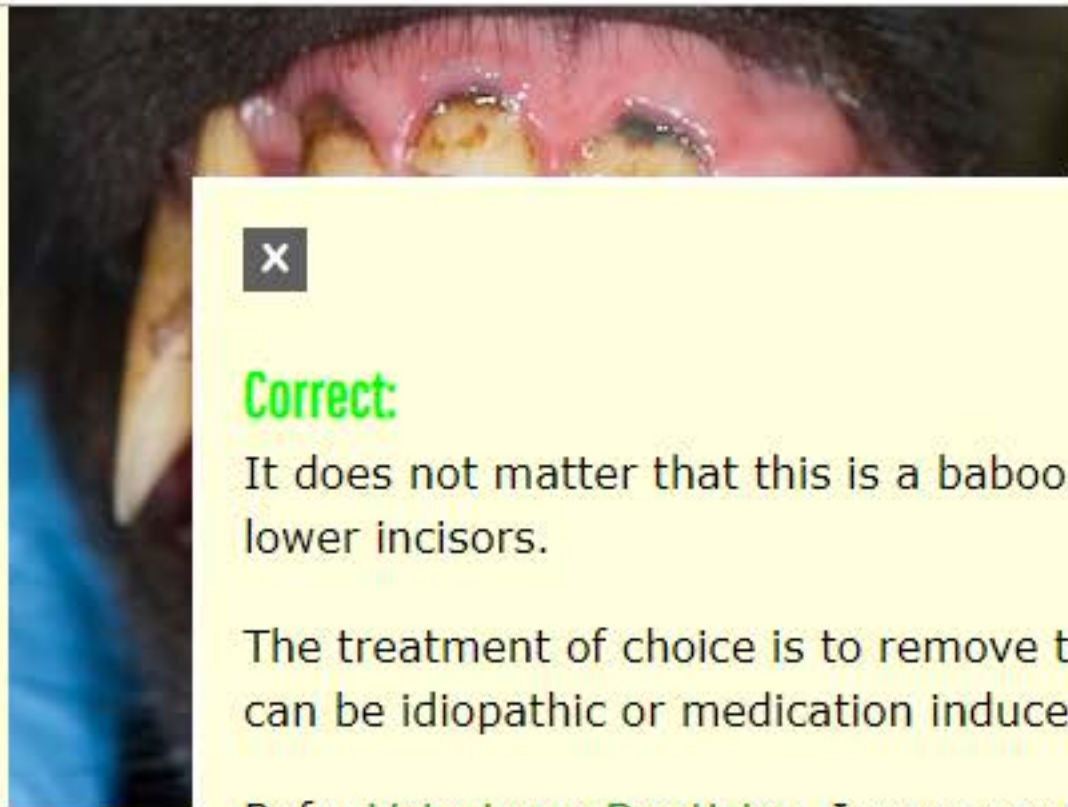 X
Correct:
It does not matter that this is a baboo
lower incisors.
The treatment of choice is to remove t
can be idiopathic or medication induce